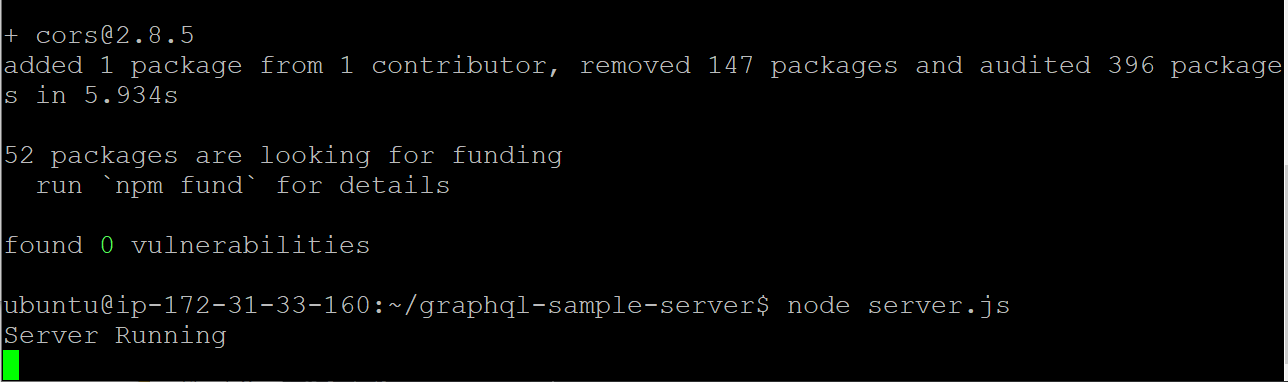 + cors@2.8.5
added 1 package from 1 contributor, removed 147 packages and audited 396 package
s in 5.934s
52 packages are looking for funding
  run `npm fund` for details
found 0 vulnerabilities
ubuntu@ip-172-31-33-160:~/graphql-sample-server$ node server.js
Server Running